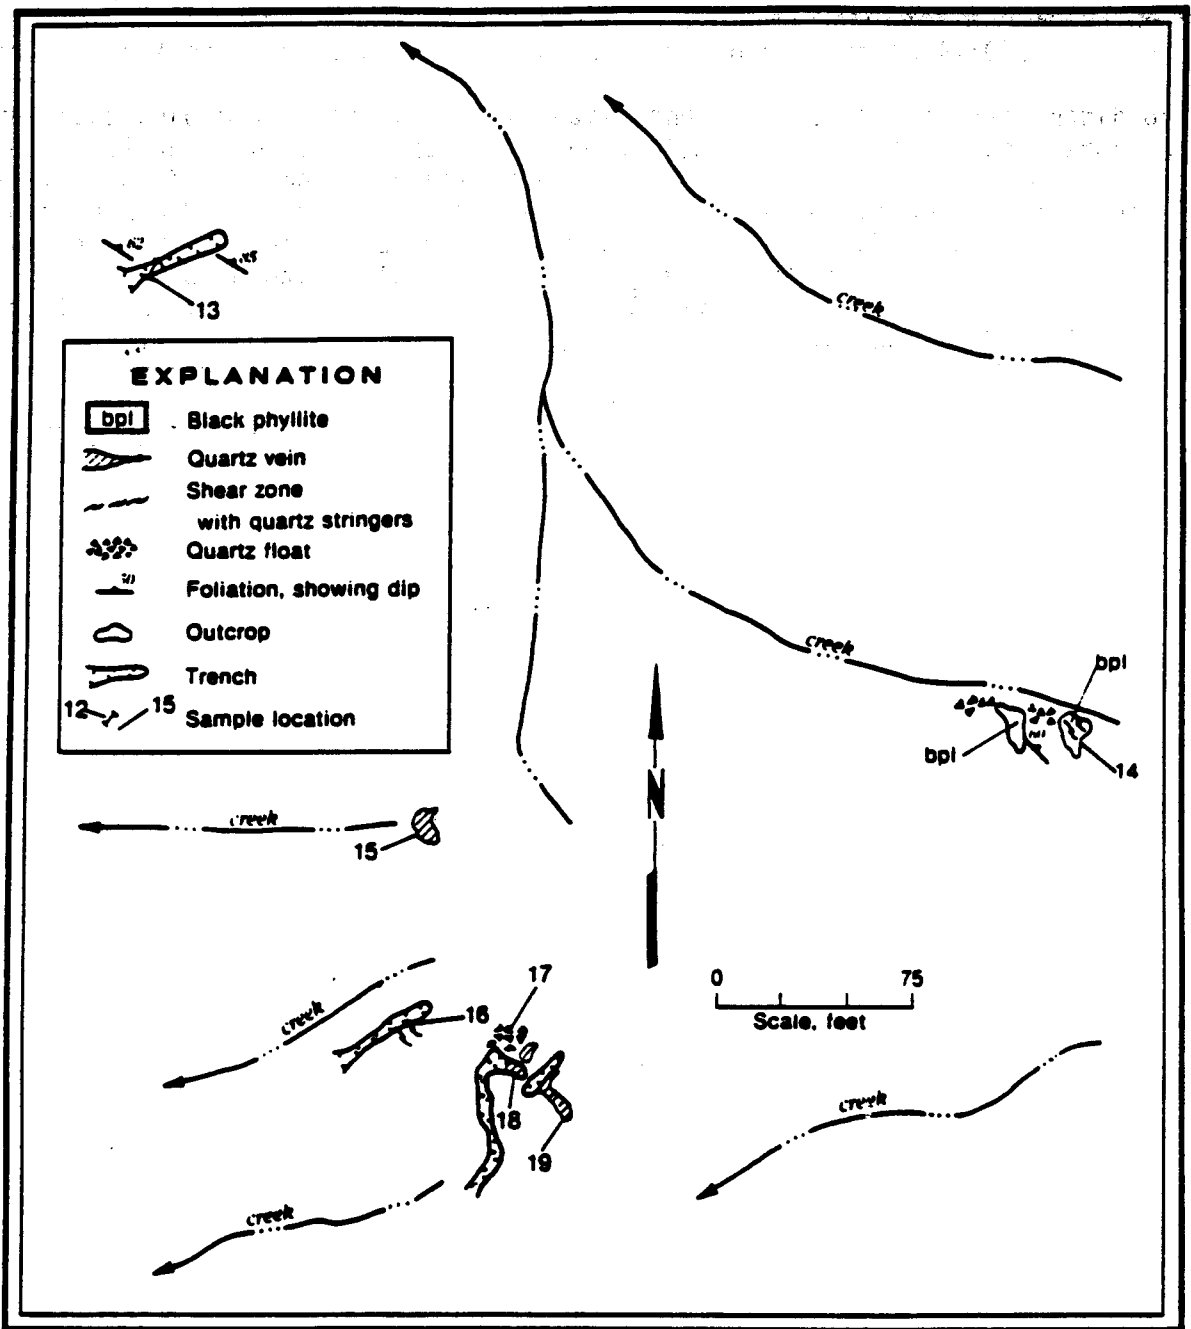 creek
13
EXPLANATION
bpl Black phyllite
Quartz vein
Shear zone
with quartz stringers
Quartz float
Foliation, showing dip
Outcrop
Trench
12 15 Sample location
creek
bpl
bpl
14
creek
15
N
0 75
Scale, feet
17
creek
16
18
creek
19
creek